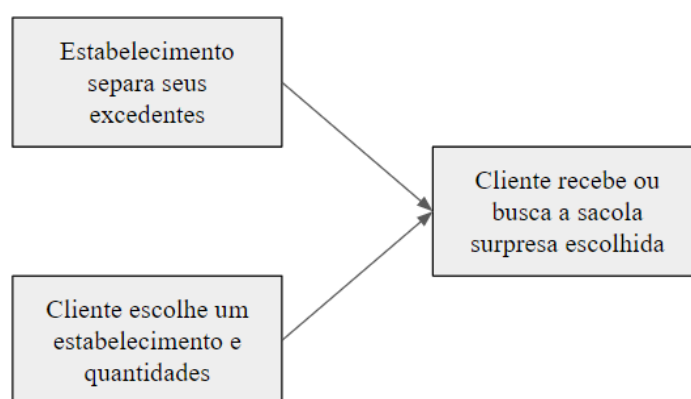 Estabelecimento
separa seus
excedentes
Cliente recebe ou
busca a sacola
surpresa escolhida
Cliente escolhe um
estabelecimento e
quantidades